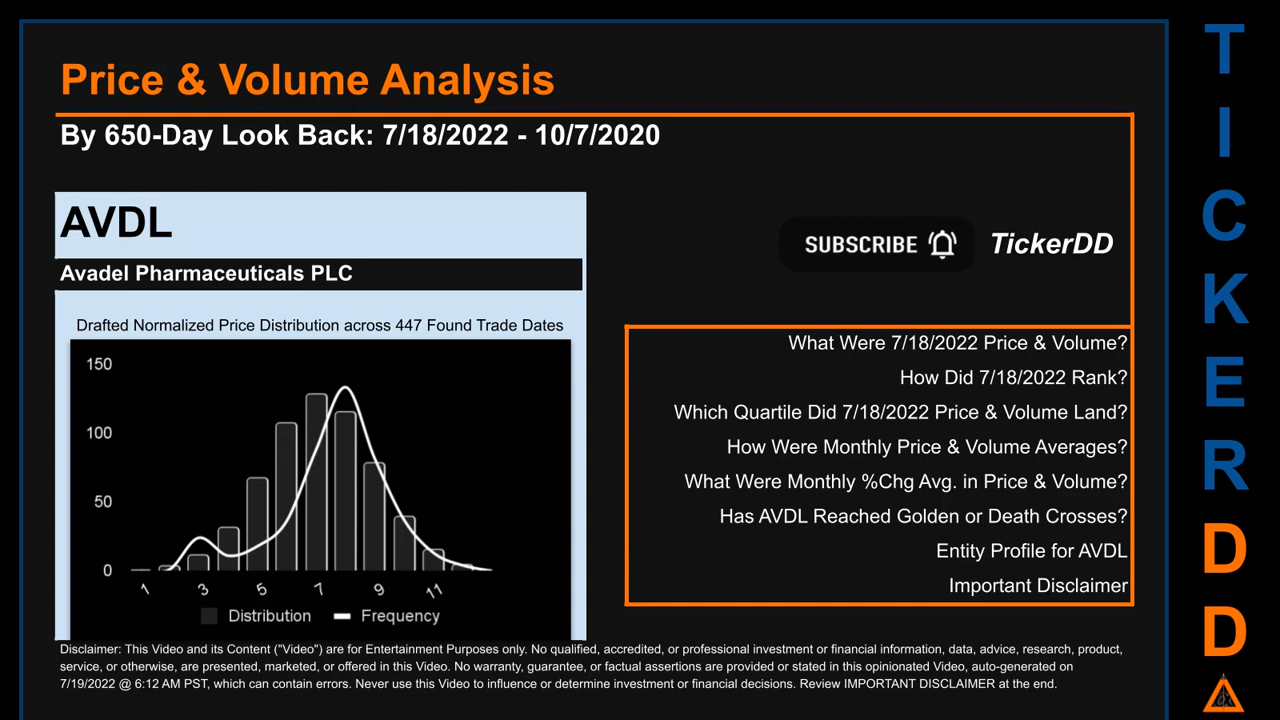 Price & Volume Analysis
By 650-Day Look Back: 7/18/2022 - 10/7/2020
AVDL
Avadel Pharmaceuticals PLC
Drafted Normalized Price Distribution across 447 Found Trade Dates
150
100
50
0
1 3 5 7 9 11
Distribution Frequency
SUBSCRIBE TickerDD
What Were 7/18/2022 Price & Volume?
How Did 7/18/2022 Rank?
Which Quartile Did 7/18/2022 Price & Volume Land?
How Were Monthly Price & Volume Averages?
What Were Monthly %Chg Avg. in Price & Volume?
Has AVDL Reached Golden or Death Crosses?
Entity Profile for AVDL
Important Disclaimer
Disclaimer: This Video and its Content ("Video") are for Entertainment Purposes only. No qualified, accredited, or professional investment or financial information, data, advice, research, product,
service, or otherwise, are presented, marketed, or offered in this Video. No warranty, guarantee, or factual assertions are provided or stated in this opinionated Video, auto-generated on
7/19/2022 @ 6:12 AM PST, which can contain errors. Never use this Video to influence or determine investment or financial decisions. Review IMPORTANT DISCLAIMER at the end.
T
I
C
K
E
R
D
D